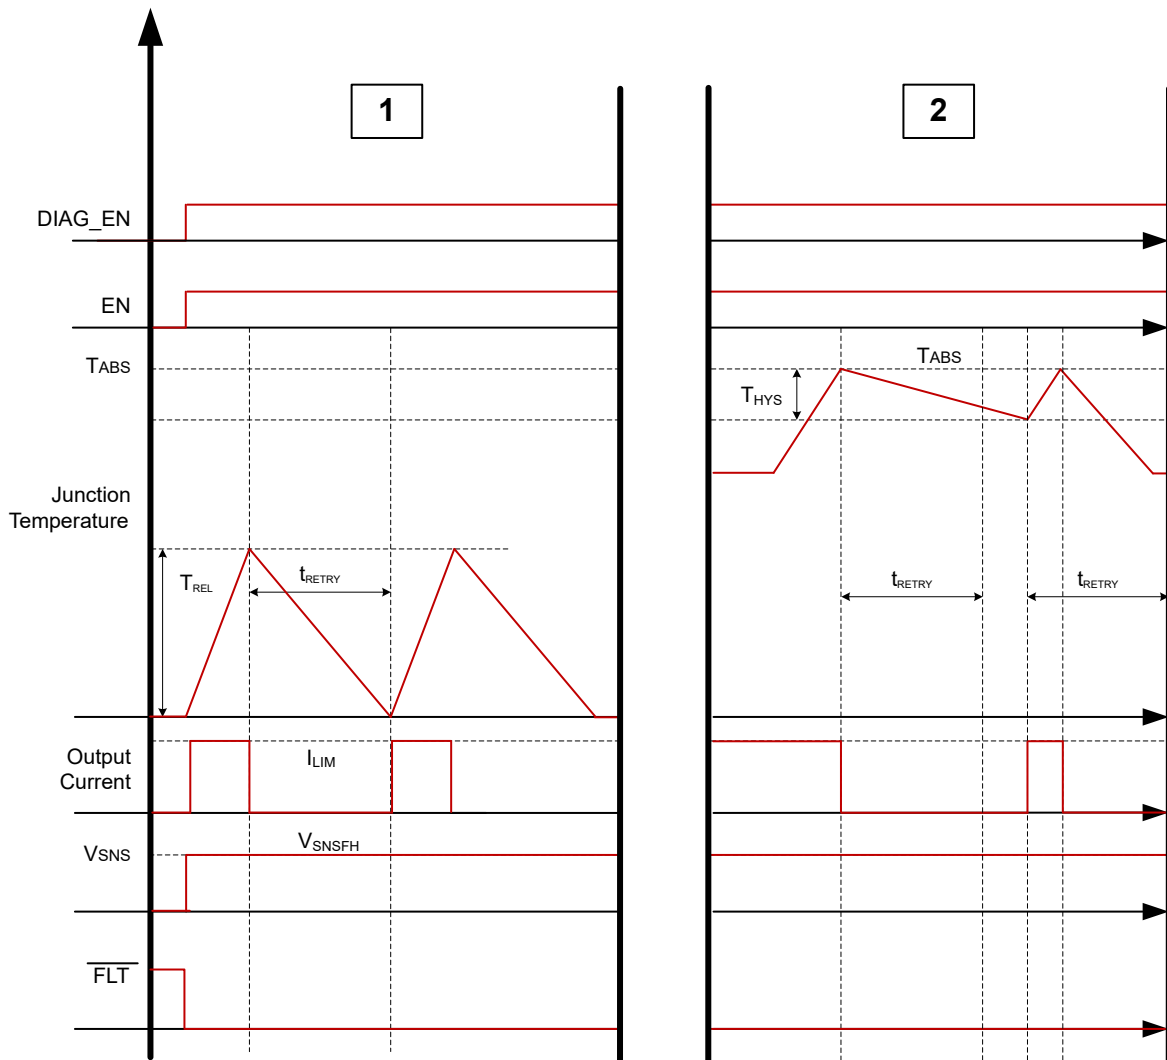 1
2
DIAG_EN
EN
TABS
TABS
THYS
Junction
Temperature
TREL
tRETRY
tRETRY
tRETRY
Output
Current
ILIM
VSNS
VSNSFH
FLT